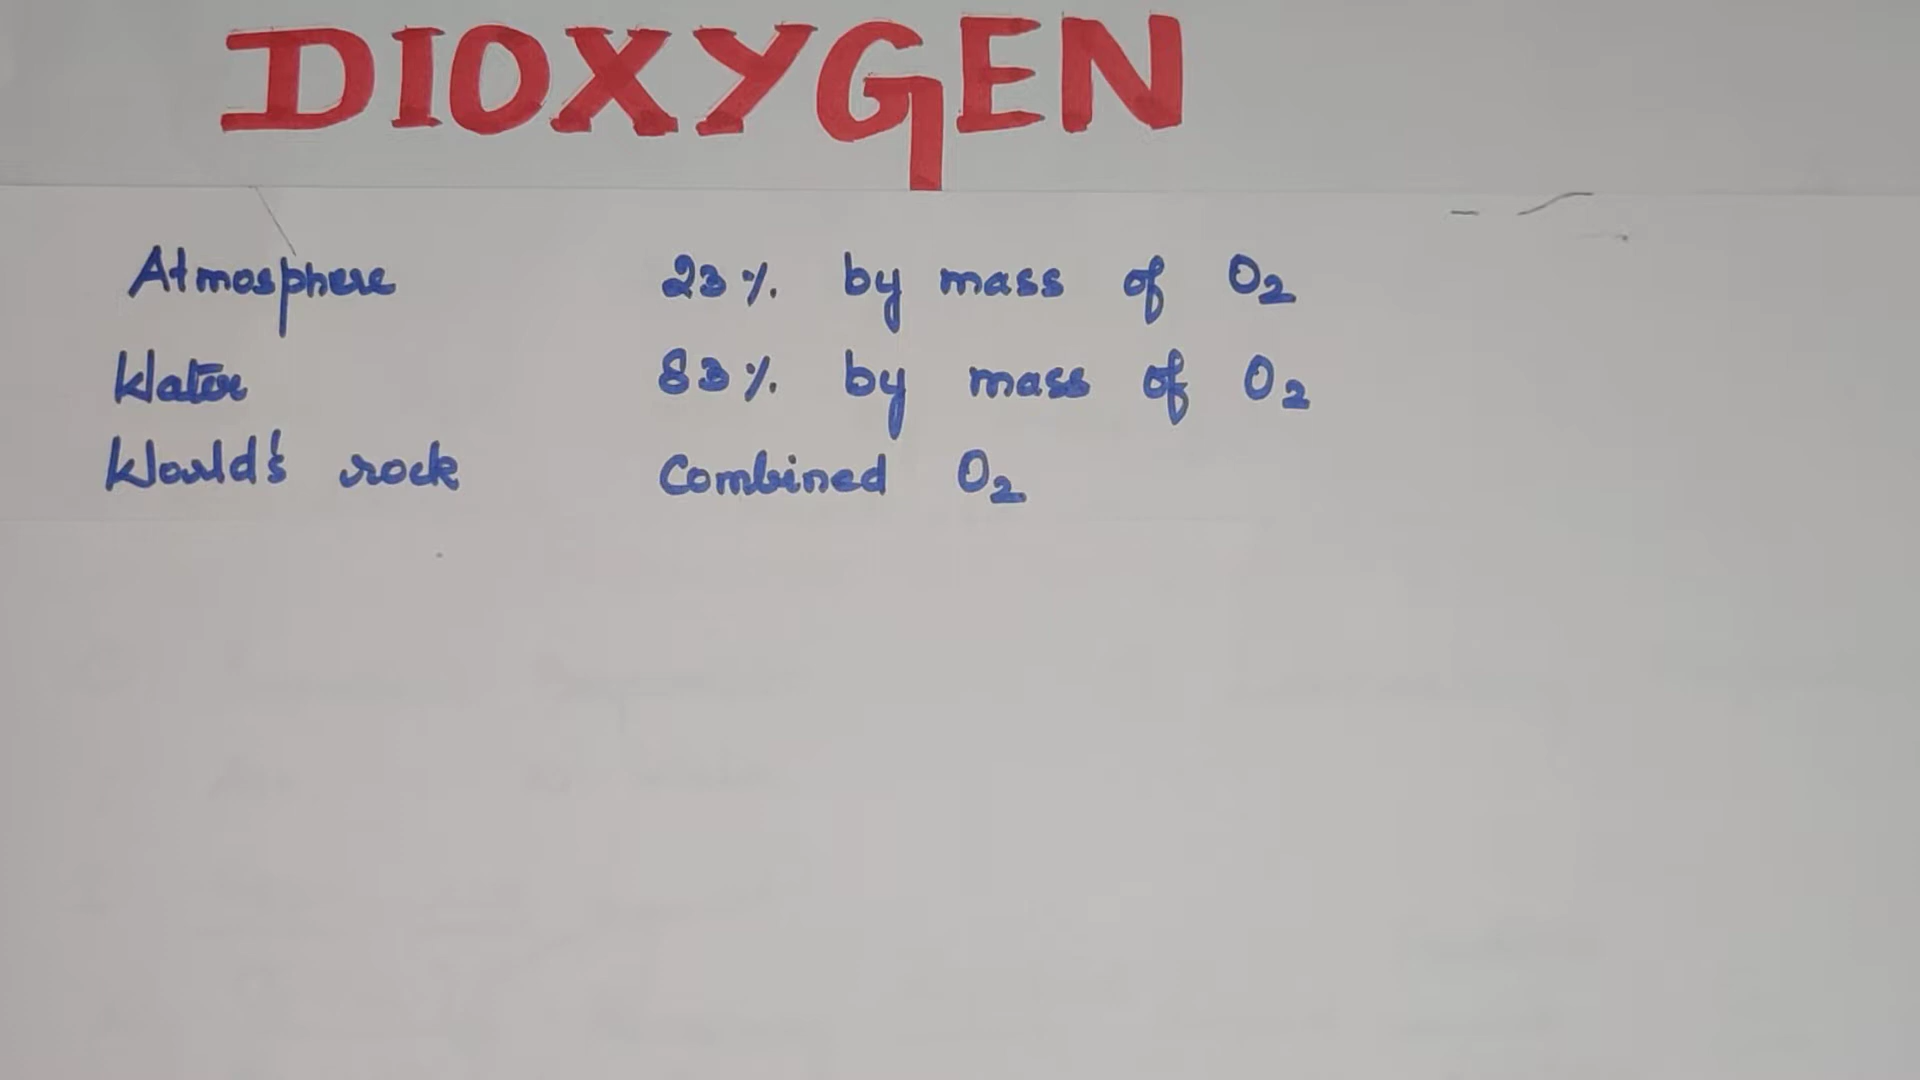 DIOXYGEN
Atmosphere 23% by mass of O2
Water 83% by mass of O2
World's rock Combined O2